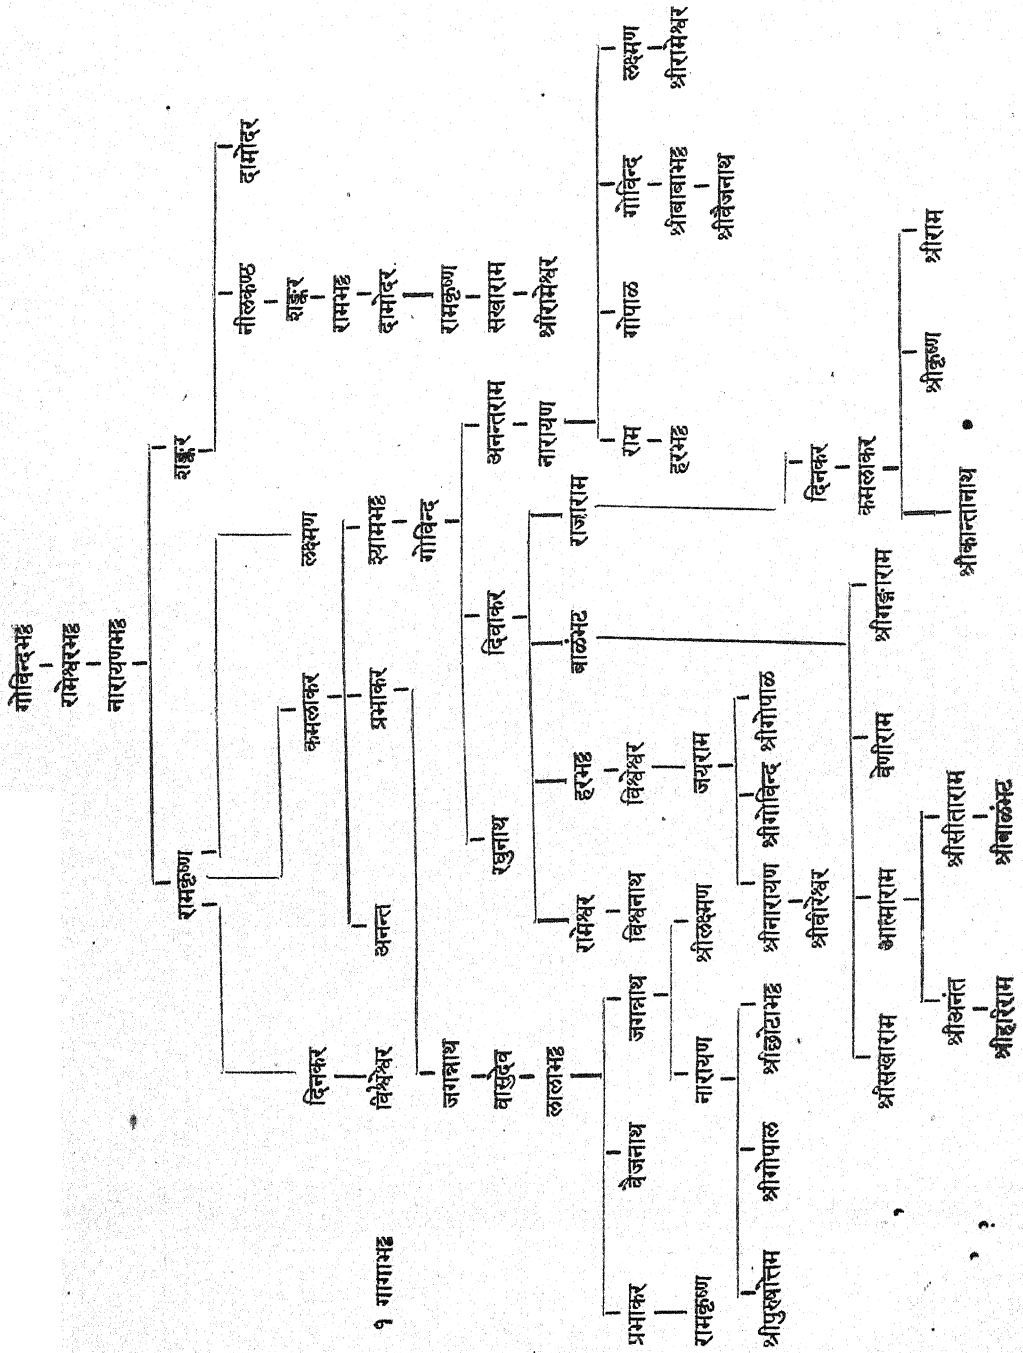 गोविन्दभट्ट
रामेश्वरभट्ट
नारायणभट्ट
रामकृष्ण
शङ्कर
दिनकर
कमलाकर
लक्ष्मण
नीलकण्ठ
दामोदर
विश्वेश्वर
अनन्त
प्रभाकर
श्यामभट्ट
शङ्कर
१ गागाभट्ट
जगन्नाथ
गोविन्द
रामभट्ट
वासुदेव
रघुनाथ
दिवाकर
अनन्तराम
दामोदर
लालाभट्ट
रामेश्वर
हरभट्ट
बाळंभट
राजाराम
नारायण
रामकृष्ण
सखाराम
श्रीरामेश्वर
प्रभाकर
वैजनाथ
जगन्नाथ
विश्वनाथ
विश्वेश्वर
राम
गोपाळ
गोविन्द
लक्ष्मण
रामकृष्ण
नारायण
श्रीलक्ष्मण
जयराम
हरभट्ट
श्रीबाबाभट्ट
श्रीरामेश्वर
श्रीवैजनाथ
श्रीपुरुषोत्तम
श्रीगोपाल
श्रीछोटाभट्ट
श्रीनारायण
श्रीगोविन्द
श्रीगोपाळ
श्रीवीरेश्वर
दिनकर
कमलाकर
श्रीसखाराम
आत्माराम
वेणीराम
श्रीगङ्गाराम
श्रीकान्तानाथ
श्रीकृष्ण
श्रीराम
श्रीअनंत
श्रीसीताराम
श्रीहरिराम
श्रीबाळंभट